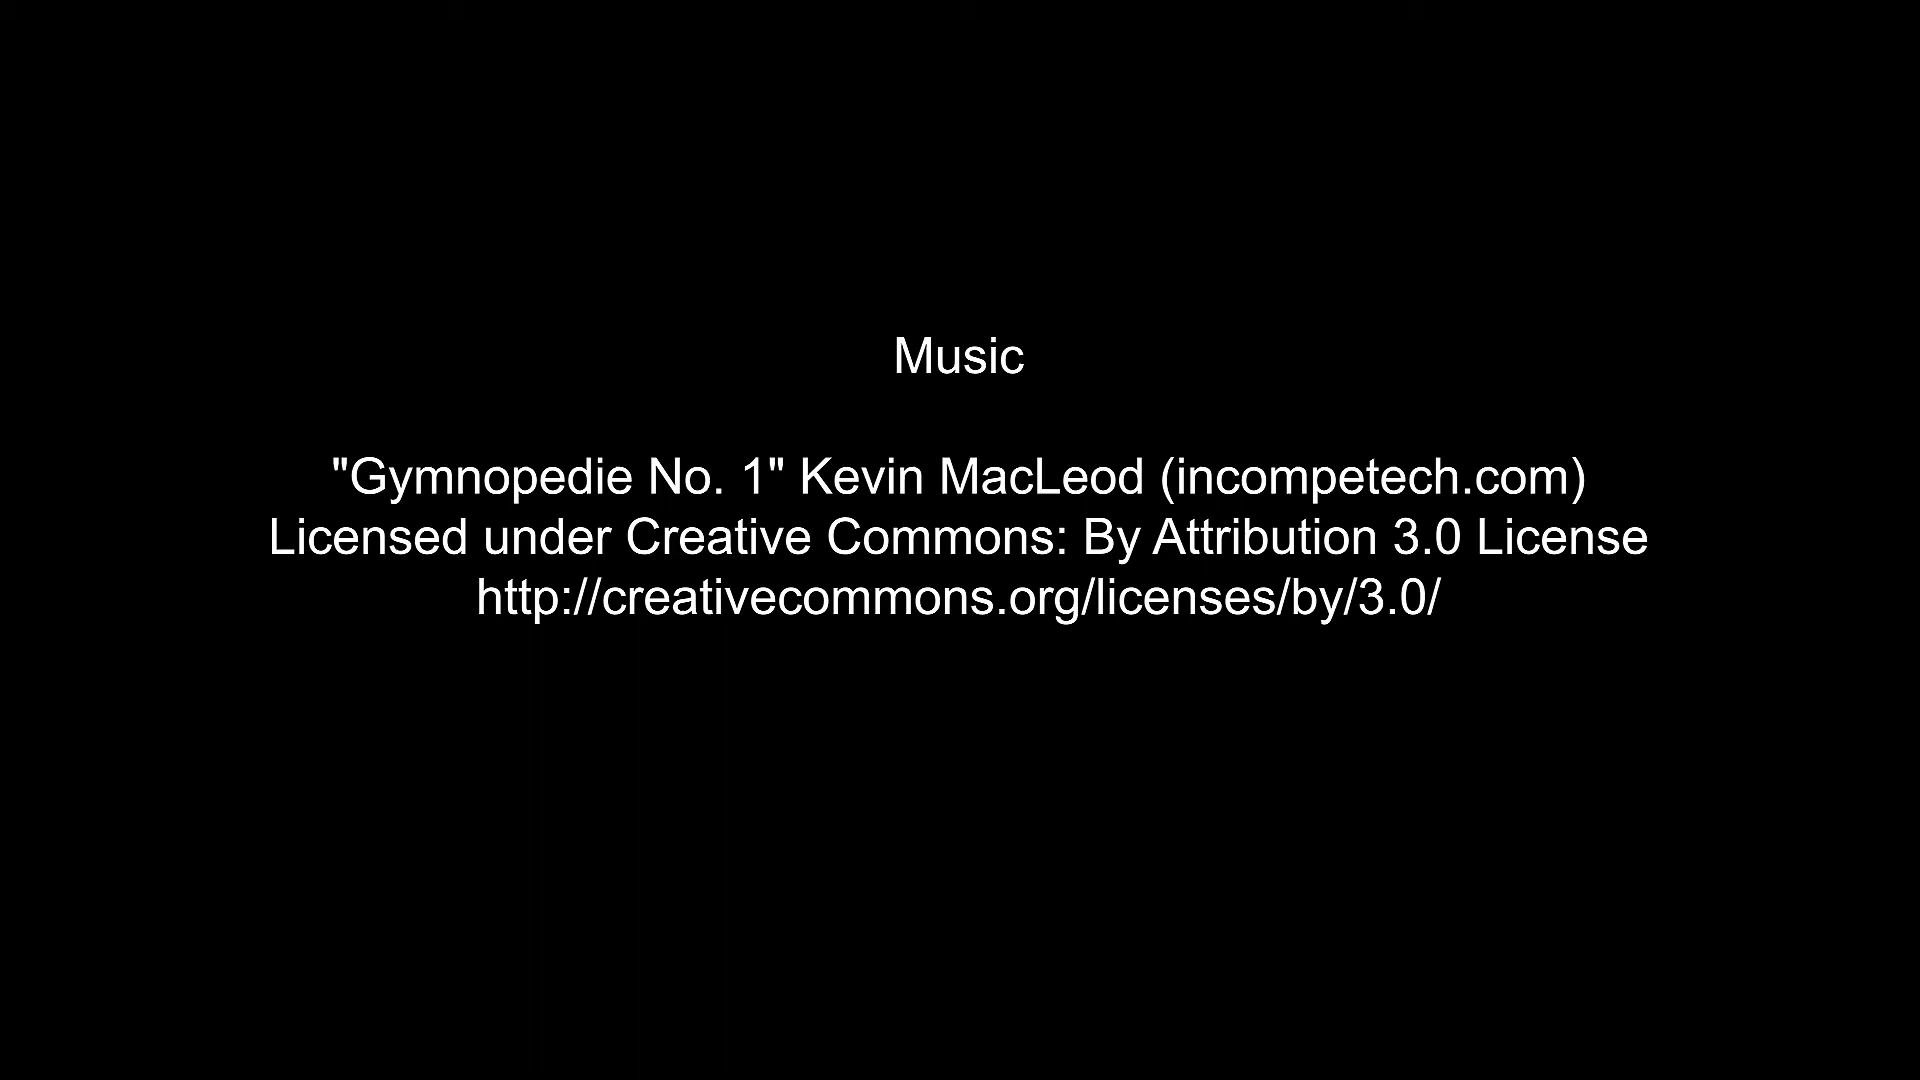 Music
"Gymnopedie No. 1" Kevin MacLeod (incompetech.com)
Licensed under Creative Commons: By Attribution 3.0 License
http://creativecommons.org/licenses/by/3.0/